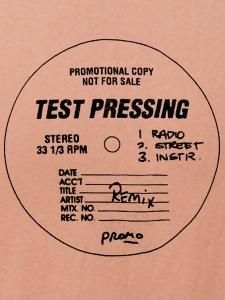 PROMOTIONAL COPY
NOT FOR SALE
TEST PRESSING
STEREO
33 1/3 RPM
1 RADIO
2. STREET
3. INSTR.
DATE
ACC'T
TITLE
ARTIST REMIX
MTX. NO.
REC. NO.
PROMO